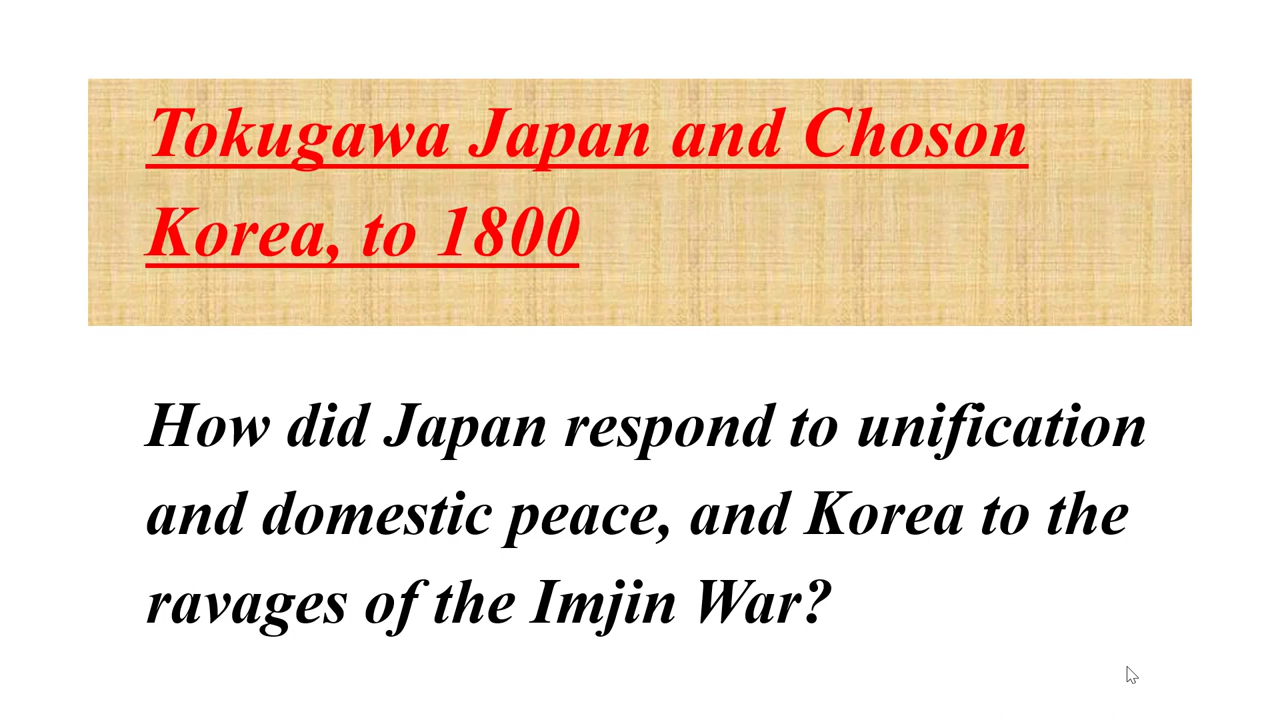 Tokugawa Japan and Choson
Korea, to 1800
How did Japan respond to unification
and domestic peace, and Korea to the
ravages of the Imjin War?